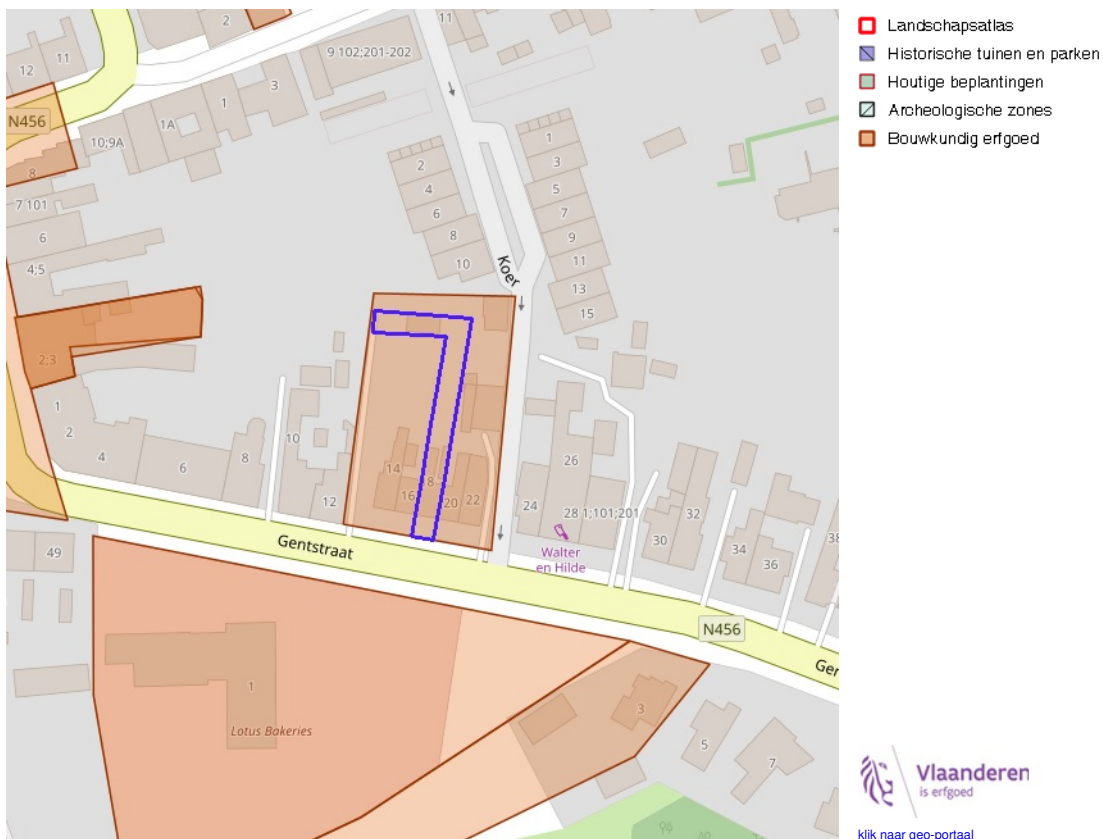 Landschapsatlas
Historische tuinen en parken
Houtige beplantingen
Archeologische zones
Bouwkundig erfgoed
2
11
11
12
9 102;201-202
3
1
1A
N456
10;9A
8
7 101
6
4;5
2;3
1
2
4
6
8
10
12
2
4
6
8
10
Koer
1
3
5
7
9
11
13
15
14
16
8
20
22
24
26
28 1;101;201
Walter
en Hilde
30
32
34
36
38
Gentstraat
N456
Ger
49
1
Lotus Bakeries
3
5
7
Vlaanderen
is erfgoed
klik naar geo-portaal